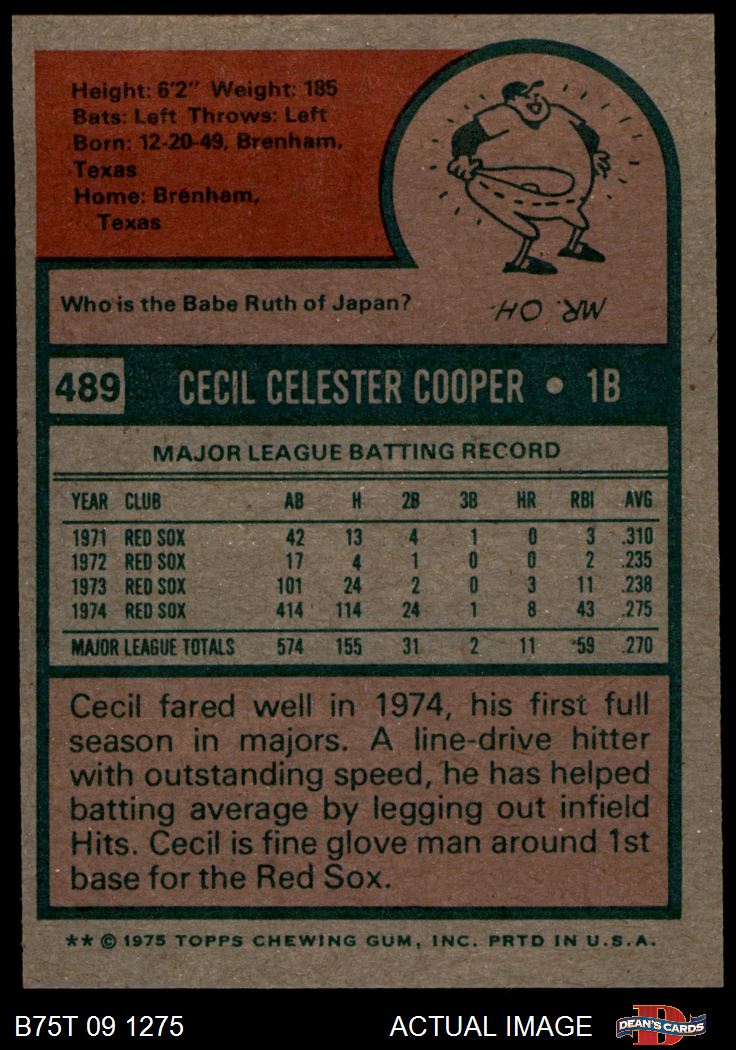 Height: 6'2" Weight: 185
Bats: Left Throws: Left
Born: 12-20-49, Brenham,
Texas
Home: Brenham,
Texas
Who is the Babe Ruth of Japan?
MR. OH
489 CECIL CELESTER COOPER • 1B
MAJOR LEAGUE BATTING RECORD
YEAR CLUB AB H 2B 3B HR RBI AVG
1971 RED SOX 42 13 4 1 0 3 .310
1972 RED SOX 17 4 1 0 0 2 .235
1973 RED SOX 101 24 2 0 3 11 .238
1974 RED SOX 414 114 24 1 8 43 .275
MAJOR LEAGUE TOTALS 574 155 31 2 11 59 .270
Cecil fared well in 1974, his first full
season in majors. A line-drive hitter
with outstanding speed, he has helped
batting average by legging out infield
Hits. Cecil is fine glove man around 1st
base for the Red Sox.
** © 1975 TOPPS CHEWING GUM, INC. PRTD IN U.S.A.
B75T 09 1275 ACTUAL IMAGE D DEAN'S CARDS